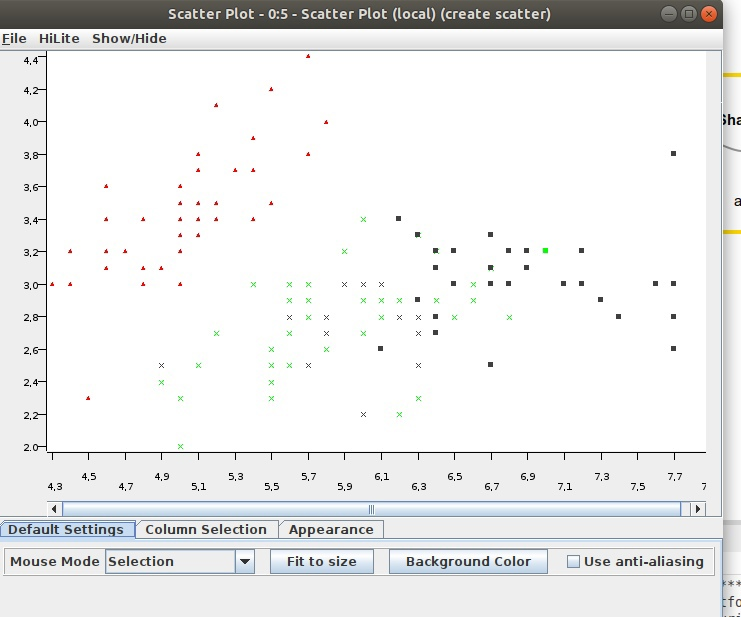 Scatter Plot - 0:5 - Scatter Plot (local) (create scatter)
File HiLite Show/Hide
4,4
4,2
4,0
3,8
3,6
3,4
3,2
3,0
2,8
2,6
2,4
2,2
2,0
4,3 4,5 4,7 4,9 5,1 5,3 5,5 5,7 5,9 6,1 6,3 6,5 6,7 6,9 7,1 7,3 7,5 7,7 7
Default Settings Column Selection Appearance
Mouse Mode Selection Fit to size Background Color Use anti-aliasing
Sha
a
***
tfo